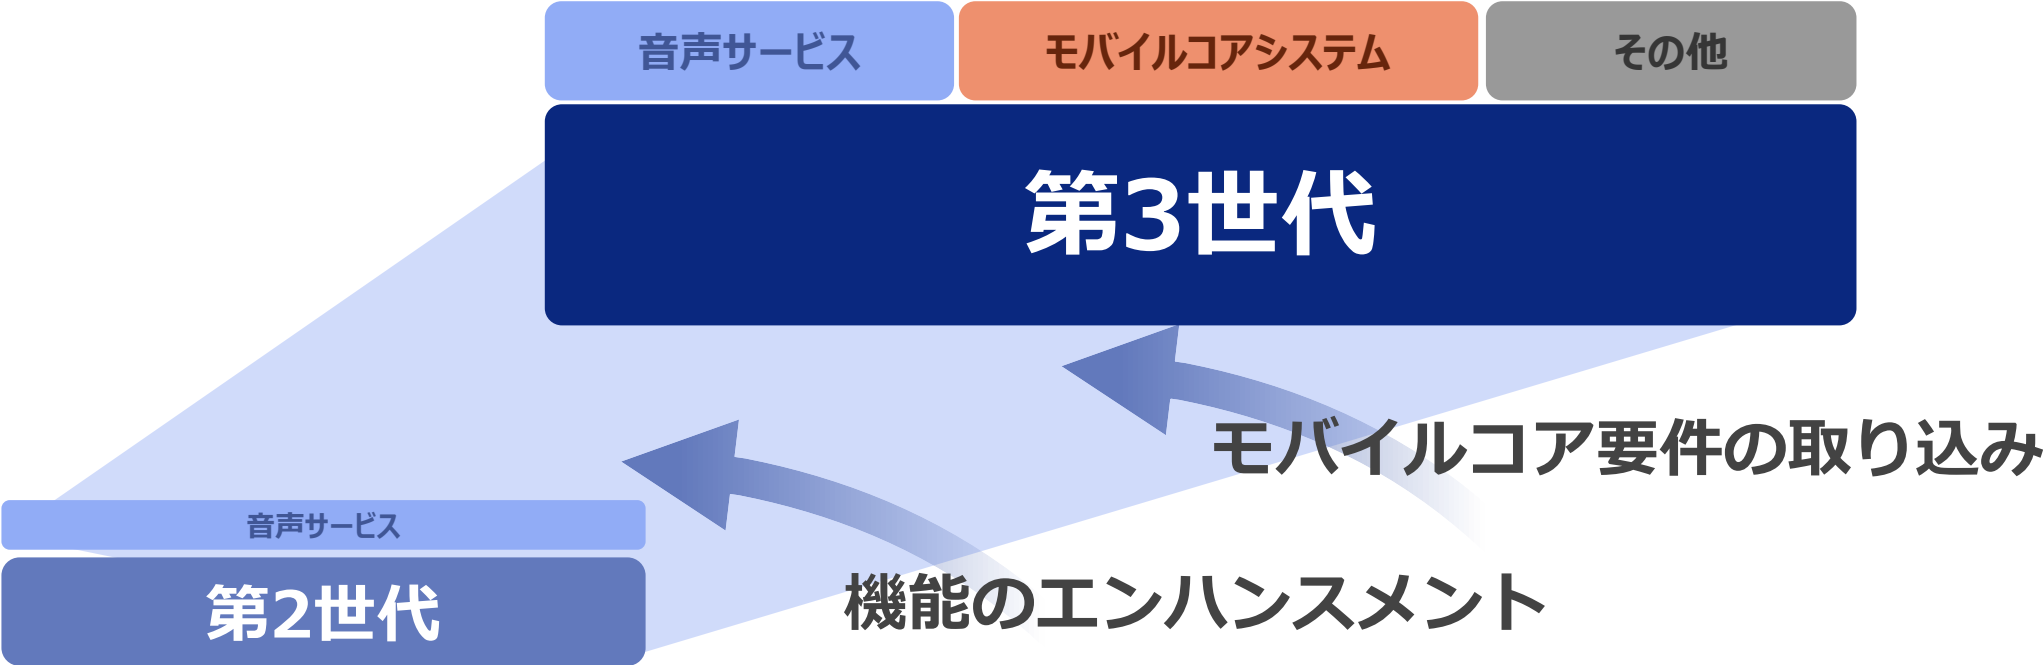 音声サービス
モバイルコアシステム
その他
第3世代
モバイルコア要件の取り込み
音声サービス
機能のエンハンスメント
第2世代